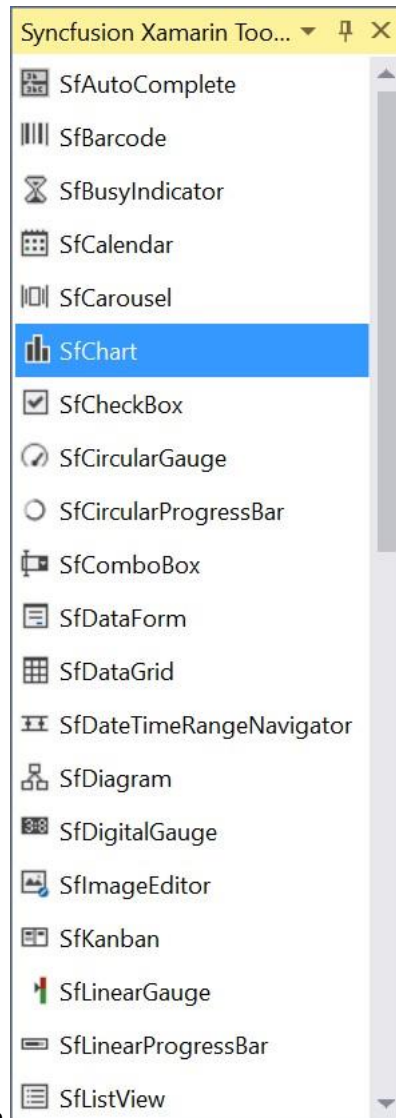 Syncfusion Xamarin Too...
SfAutoComplete
SfBarcode
SfBusyIndicator
SfCalendar
SfCarousel
SfChart
SfCheckBox
SfCircularGauge
SfCircularProgressBar
SfComboBox
SfDataForm
SfDataGrid
SfDateTimeRangeNavigator
SfDiagram
SfDigitalGauge
SfImageEditor
SfKanban
SfLinearGauge
SfLinearProgressBar
SfListView